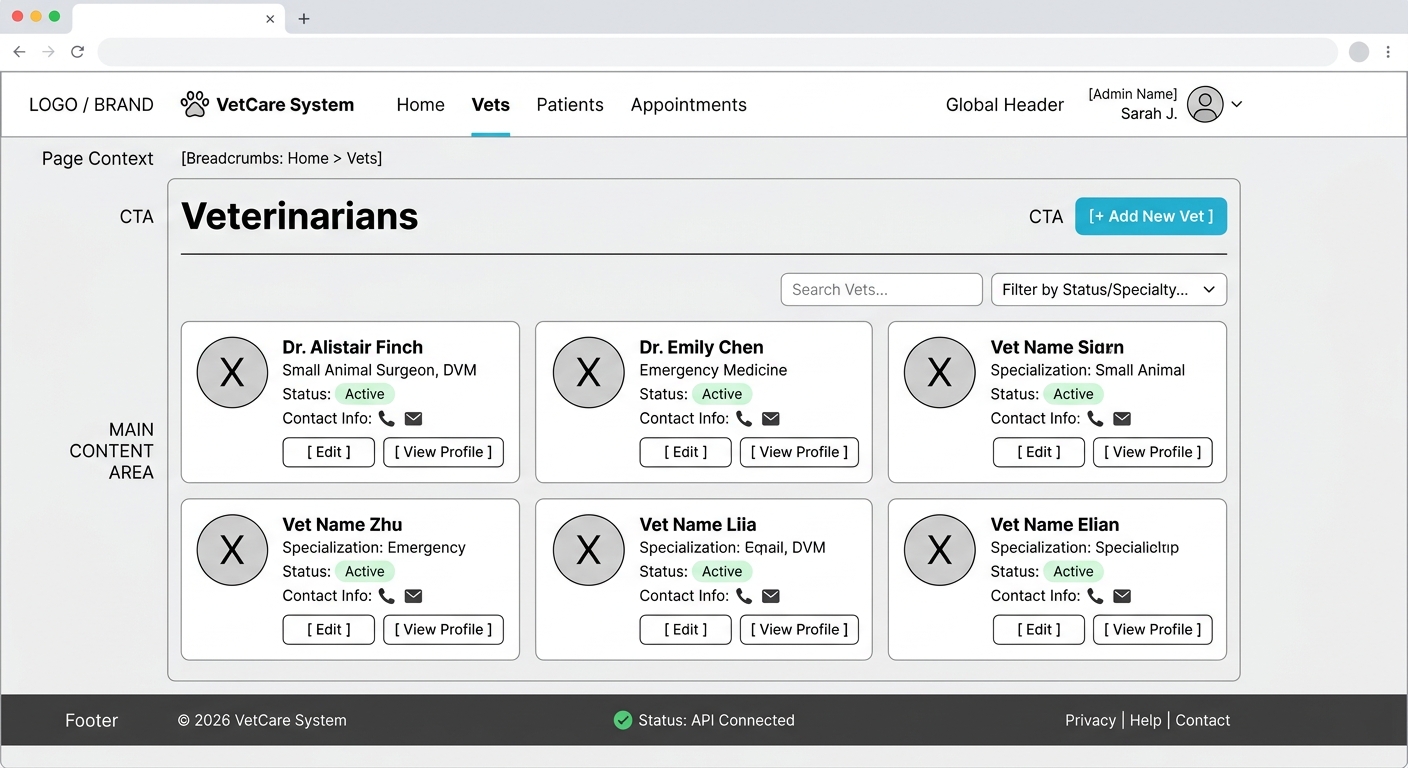 LOGO / BRAND
VetCare System
Home
Vets
Patients
Appointments
Global Header
[Admin Name]
Sarah J.
Page Context
[Breadcrumbs: Home > Vets]
CTA
Veterinarians
CTA
[+ Add New Vet ]
Search Vets...
Filter by Status/Specialty...
MAIN
CONTENT
AREA
X
Dr. Alistair Finch
Small Animal Surgeon, DVM
Status: Active
Contact Info:
[ Edit ]
[ View Profile ]
X
Dr. Emily Chen
Emergency Medicine
Status: Active
Contact Info:
[ Edit ]
[ View Profile ]
X
Vet Name
Specialization: Small Animal
Status: Active
Contact Info:
[ Edit ]
[ View Profile ]
X
Vet Name Zhu
Specialization: Emergency
Status: Active
Contact Info:
[ Edit ]
[ View Profile ]
X
Vet Name Liia
Specialization: DVM
Status: Active
Contact Info:
[ Edit ]
[ View Profile ]
X
Vet Name Elian
Specialization:
Status: Active
Contact Info:
[ Edit ]
[ View Profile ]
Footer
© 2026 VetCare System
Status: API Connected
Privacy | Help | Contact